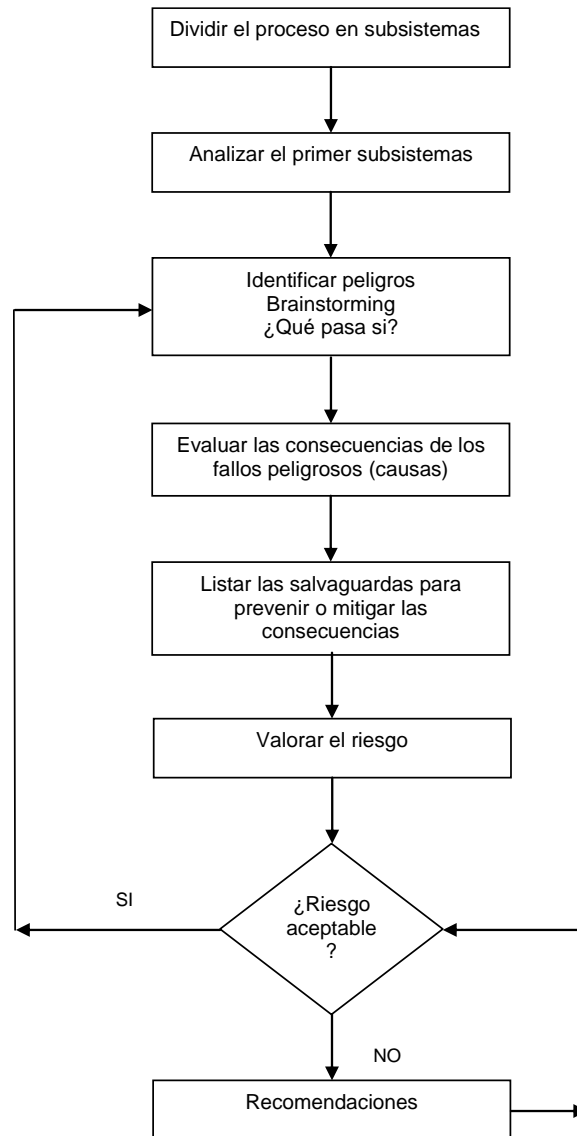 Dividir el proceso en subsistemas
Analizar el primer subsistemas
Identificar peligros
Brainstorming
¿Qué pasa si?
Evaluar las consecuencias de los
fallos peligrosos (causas)
Listar las salvaguardas para
prevenir o mitigar las
consecuencias
Valorar el riesgo
SI
¿Riesgo
aceptable
?
NO
Recomendaciones